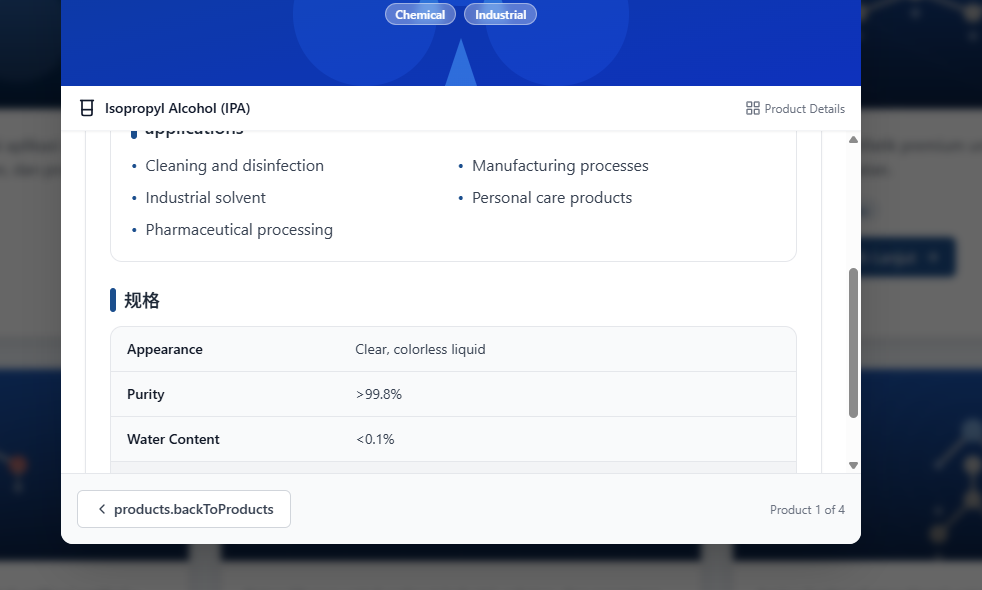 Chemical Industrial
Isopropyl Alcohol (IPA) Product Details
applications
• Cleaning and disinfection • Manufacturing processes
• Industrial solvent • Personal care products
• Pharmaceutical processing
规格
Appearance Clear, colorless liquid
Purity >99.8%
Water Content <0.1%
products.backToProducts Product 1 of 4